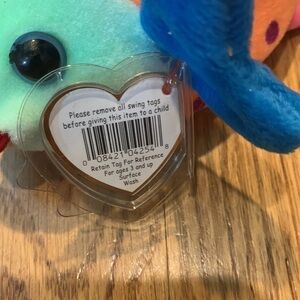 Please remove all swing tags
before giving this item to a child
0 08421 04254 8
Retain Tag For Reference
For ages 3 and up
Surface
Wash